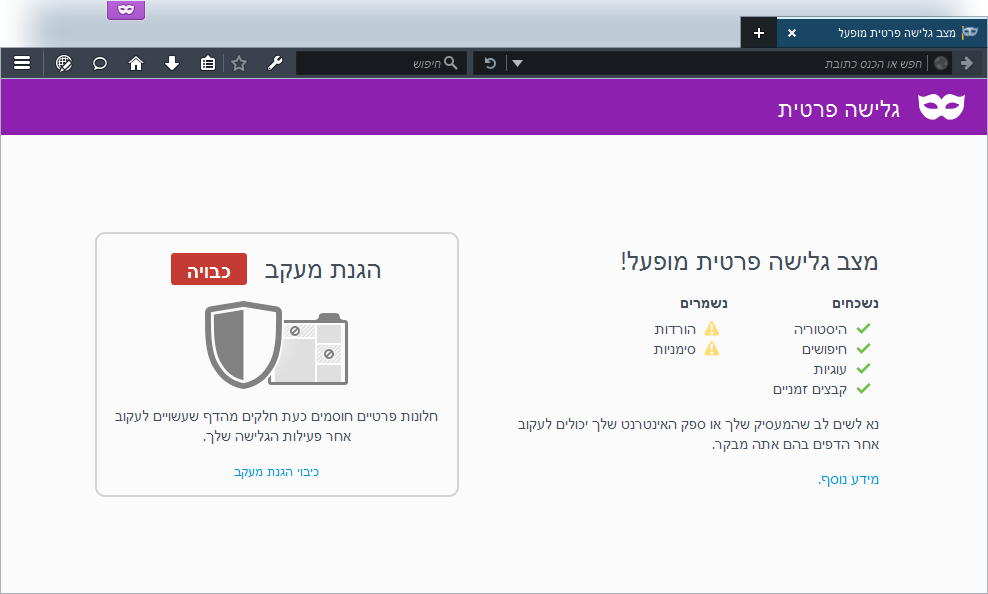 מצב גלישה פרטית מופעל
חפש או הכנס כתובת
חיפוש
גלישה פרטית
מצב גלישה פרטית מופעל!
נשכחים
היסטוריה
חיפושים
עוגיות
קבצים זמניים
נשמרים
הורדות
סימניות
נא לשים לב שהמעסיק שלך או ספק האינטרנט שלך יכולים לעקוב
אחר הדפים בהם אתה מבקר.
מידע נוסף.
הגנת מעקב
כבויה
חלונות פרטיים חוסמים כעת חלקים מהדף שעשויים לעקוב
אחר פעילות הגלישה שלך.
כיבוי הגנת מעקב